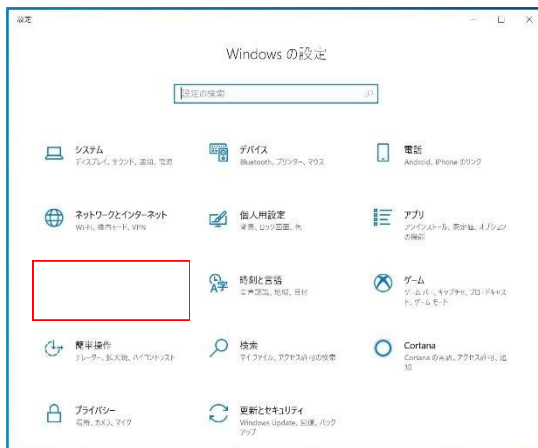 設定
Windows の設定
設定の検索
システム
ディスプレイ、サウンド、通知、電源
デバイス
Bluetooth、プリンター、マウス
電話
Android、iPhone のリンク
ネットワークとインターネット
Wi-Fi、機内モード、VPN
個人用設定
背景、ロック画面、色
アプリ
アンインストール、既定値、オプション
の機能
時刻と言語
音声認識、地域、日付
ゲーム
ゲーム バー、キャプチャ、ブロードキャス
ト、ゲーム モード
簡単操作
ナレーター、拡大鏡、ハイコントラスト
検索
マイ ファイル、アクセス許可の検索
Cortana
Cortana の言語、アクセス許可、通
知
プライバシー
場所、カメラ、マイク
更新とセキュリティ
Windows Update、回復、バック
アップ